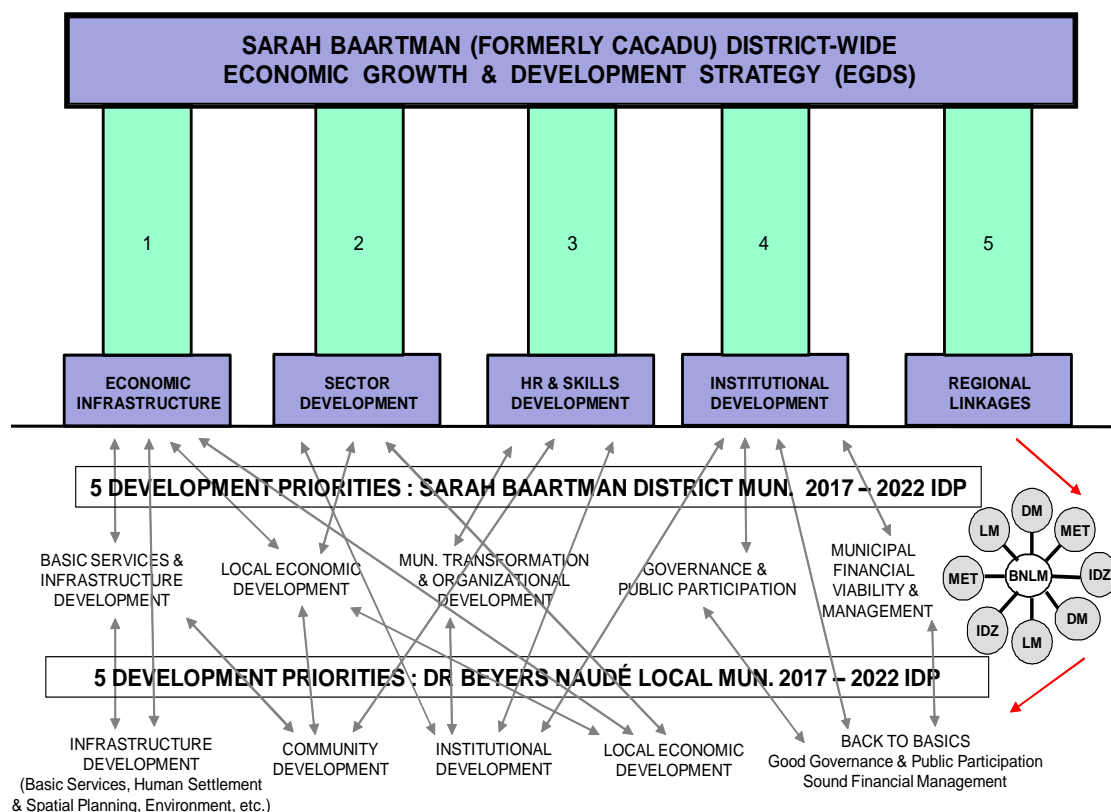 SARAH BAARTMAN (FORMERLY CACADU) DISTRICT-WIDE
ECONOMIC GROWTH & DEVELOPMENT STRATEGY (EGDS)
1
2
3
4
5
ECONOMIC
INFRASTRUCTURE
SECTOR
DEVELOPMENT
HR & SKILLS
DEVELOPMENT
INSTITUTIONAL
DEVELOPMENT
REGIONAL
LINKAGES
5 DEVELOPMENT PRIORITIES : SARAH BAARTMAN DISTRICT MUN. 2017 – 2022 IDP
BASIC SERVICES &
INFRASTRUCTURE
DEVELOPMENT
LOCAL ECONOMIC
DEVELOPMENT
MUN. TRANSFORMATION
& ORGANIZATIONAL
DEVELOPMENT
GOVERNANCE &
PUBLIC PARTICIPATION
MUNICIPAL
FINANCIAL
VIABILITY &
MANAGEMENT
DM
LM
MET
MET
BNLM
IDZ
IDZ
DM
LM
5 DEVELOPMENT PRIORITIES : DR BEYERS NAUDÉ LOCAL MUN. 2017 – 2022 IDP
INFRASTRUCTURE
DEVELOPMENT
(Basic Services, Human Settlement
& Spatial Planning, Environment, etc.)
COMMUNITY
DEVELOPMENT
INSTITUTIONAL
DEVELOPMENT
LOCAL ECONOMIC
DEVELOPMENT
BACK TO BASICS
Good Governance & Public Participation
Sound Financial Management